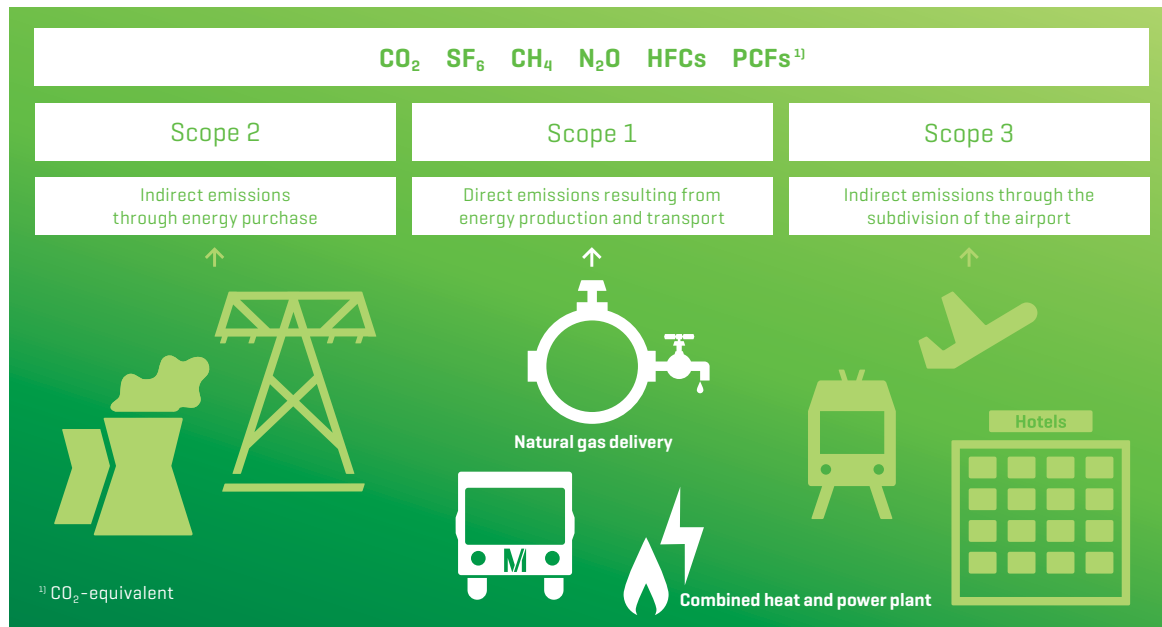 CO₂ SF₆ CH₄ N₂O HFCs PCFs ¹⁾
Scope 2
Scope 1
Scope 3
Indirect emissions
through energy purchase
Direct emissions resulting from
energy production and transport
Indirect emissions through the
subdivision of the airport
Natural gas delivery
Hotels
M
Combined heat and power plant
¹⁾ CO₂-equivalent